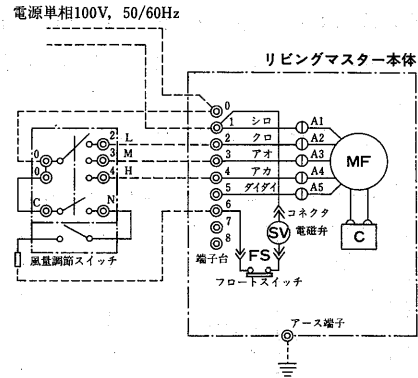 電源単相100V, 50/60Hz
リビングマスター本体
0
1 シロ A1
2 クロ A2
3 アオ A3
4 アカ A4
5 ダイダイ A5
6
7
8
端子台
MF
C
コネクタ
SV 電磁弁
FS
フロートスイッチ
アース端子
2 L
0 3 M
0 4 H
C N
風量調節スイッチ